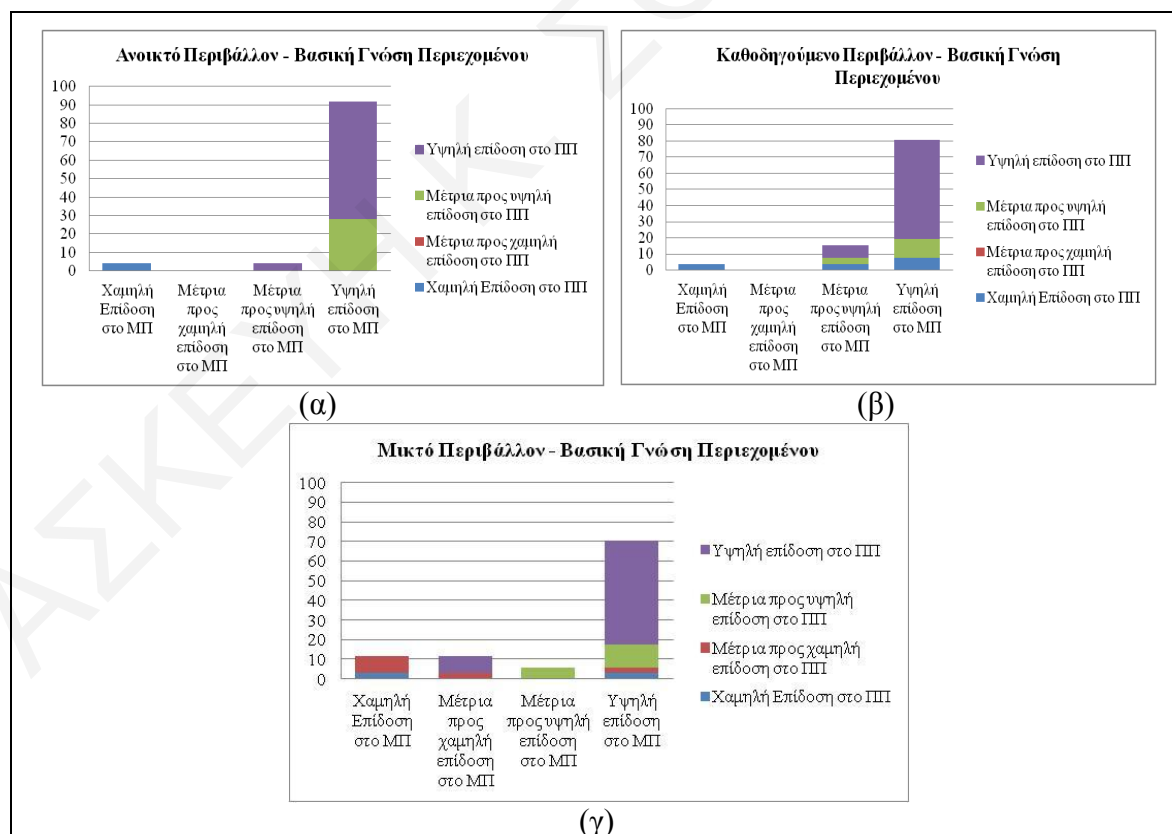 Ανοικτό Περιβάλλον - Βασική Γνώση Περιεχομένου
100
90
80
70
60
50
40
30
20
10
0
Χαμηλή
Επίδοση
στο ΜΠ
Μέτρια
προς
χαμηλή
επίδοση
στο ΜΠ
Μέτρια
προς υψηλή
επίδοση
στο ΜΠ
Υψηλή
επίδοση
στο ΜΠ
Υψηλή επίδοση στο ΠΠ
Μέτρια προς υψηλή
επίδοση στο ΠΠ
Μέτρια προς χαμηλή
επίδοση στο ΠΠ
Χαμηλή Επίδοση στο ΠΠ
(α)
Καθοδηγούμενο Περιβάλλον - Βασική Γνώση
Περιεχομένου
100
90
80
70
60
50
40
30
20
10
0
Χαμηλή
Επίδοση
στο ΜΠ
Μέτρια
προς
χαμηλή
επίδοση
στο ΜΠ
Μέτρια
προς υψηλή
επίδοση
στο ΜΠ
Υψηλή
επίδοση
στο ΜΠ
Υψηλή επίδοση στο ΠΠ
Μέτρια προς υψηλή
επίδοση στο ΠΠ
Μέτρια προς χαμηλή
επίδοση στο ΠΠ
Χαμηλή Επίδοση στο ΠΠ
(β)
Μικτό Περιβάλλον - Βασική Γνώση Περιεχομένου
100
90
80
70
60
50
40
30
20
10
0
Χαμηλή
Επίδοση
στο ΜΠ
Μέτρια
προς
χαμηλή
επίδοση
στο ΜΠ
Μέτρια
προς υψηλή
επίδοση
στο ΜΠ
Υψηλή
επίδοση
στο ΜΠ
Υψηλή επίδοση στο ΠΠ
Μέτρια προς υψηλή
επίδοση στο ΠΠ
Μέτρια προς χαμηλή
επίδοση στο ΠΠ
Χαμηλή Επίδοση στο ΠΠ
(γ)